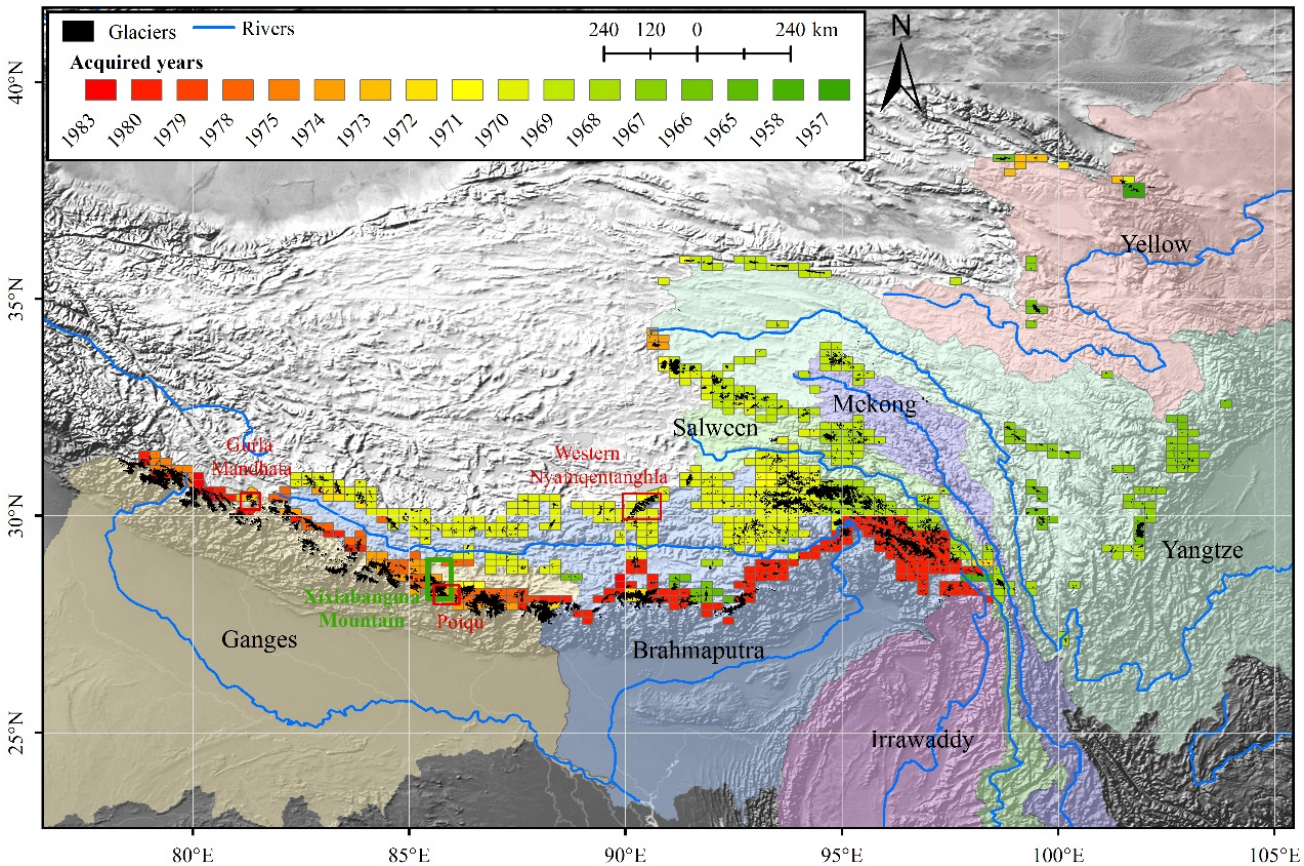 Glaciers
Rivers
240 120 0 240 km
N
Acquired years
1983 1980 1979 1978 1975 1974 1973 1972 1971 1970 1969 1968 1967 1966 1965 1958 1957
40°N
35°N
30°N
25°N
Yellow
Mekong
Salween
Gurla
Mandhata
Western
Nyainqentanghla
Yangtze
Xixiabangma
Mountain
Poiqu
Ganges
Brahmaputra
Irrawaddy
80°E 85°E 90°E 95°E 100°E 105°E